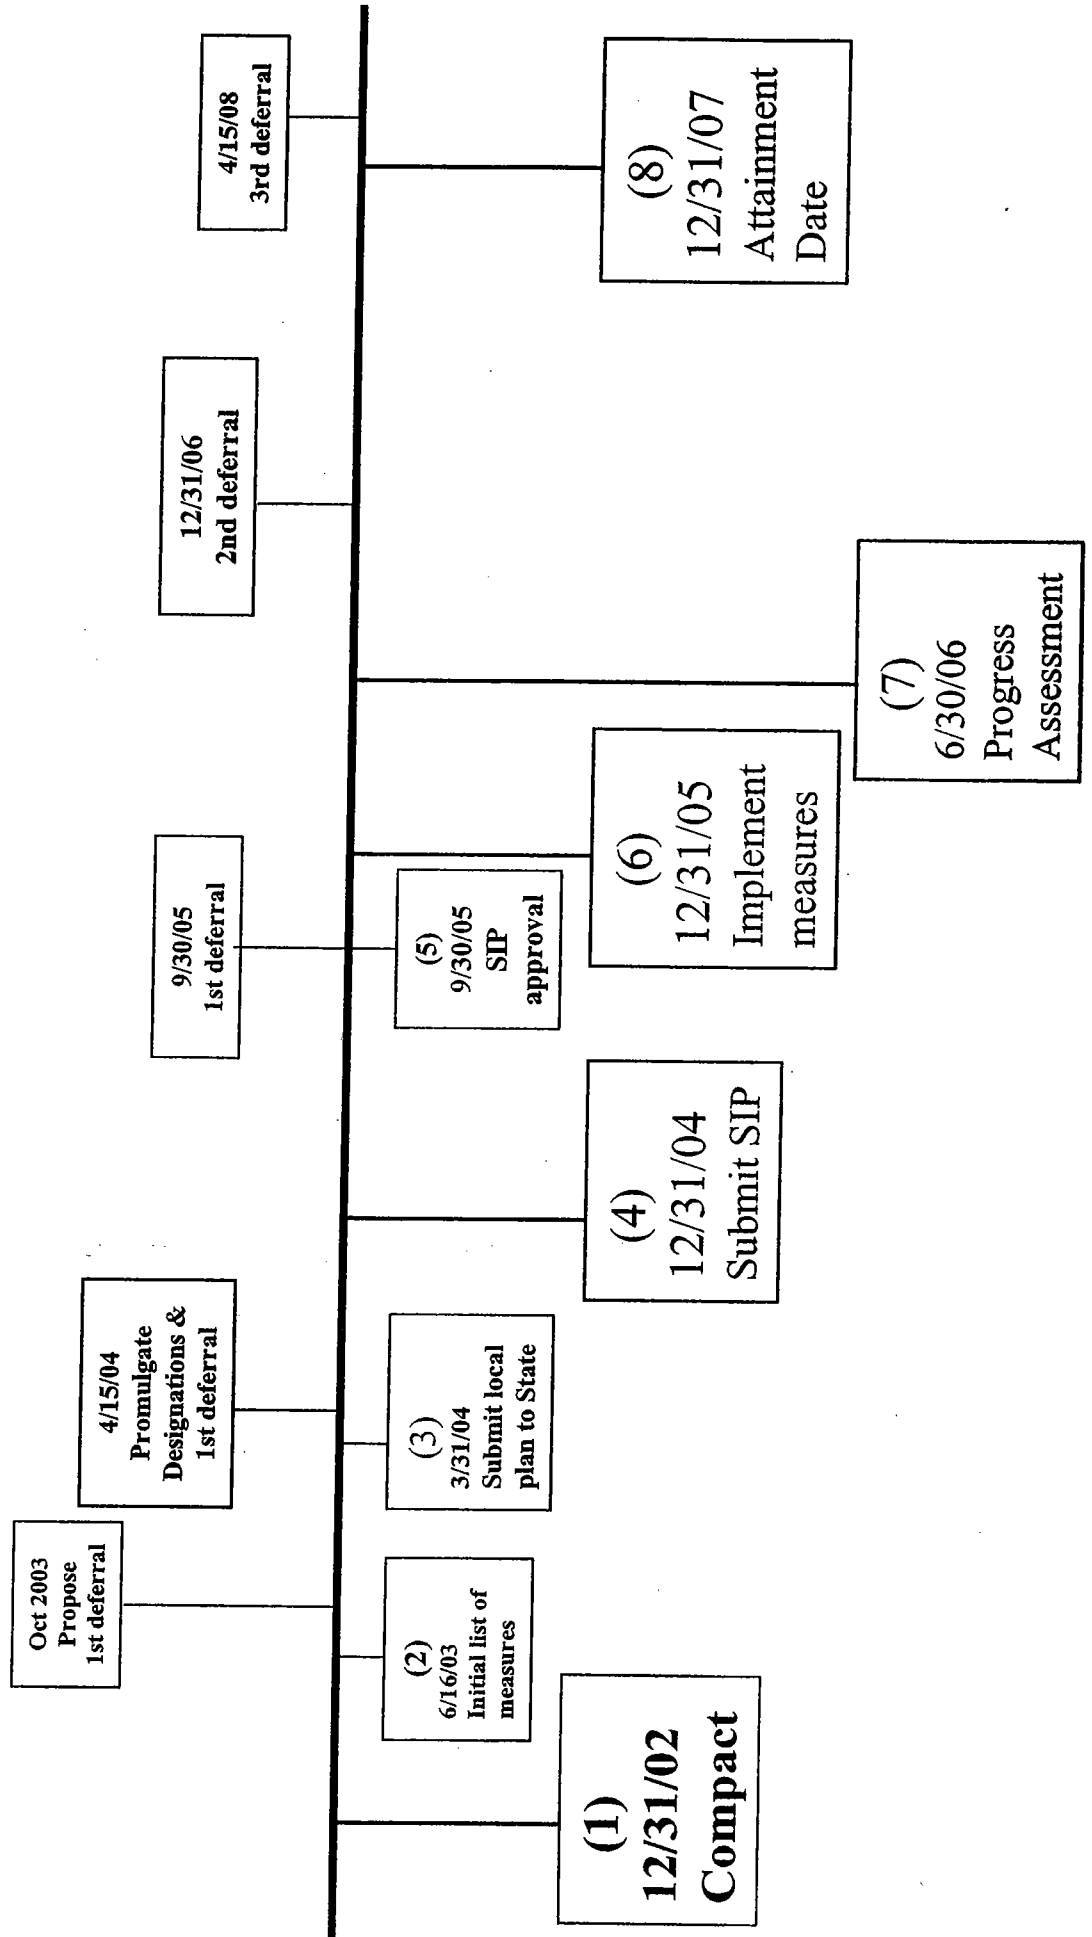 Oct 2003
Propose
1st deferral
4/15/04
Promulgate
Designations &
1st deferral
9/30/05
1st deferral
12/31/06
2nd deferral
4/15/08
3rd deferral
(1)
12/31/02
Compact
(2)
6/16/03
Initial list of
measures
(3)
3/31/04
Submit local
plan to State
(4)
12/31/04
Submit SIP
(5)
9/30/05
SIP
approval
(6)
12/31/05
Implement
measures
(7)
6/30/06
Progress
Assessment
(8)
12/31/07
Attainment
Date